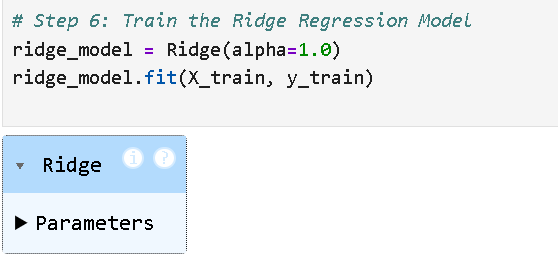 # Step 6: Train the Ridge Regression Model
ridge_model = Ridge(alpha=1.0)
ridge_model.fit(X_train, y_train)
▾ Ridge i ?
▶ Parameters